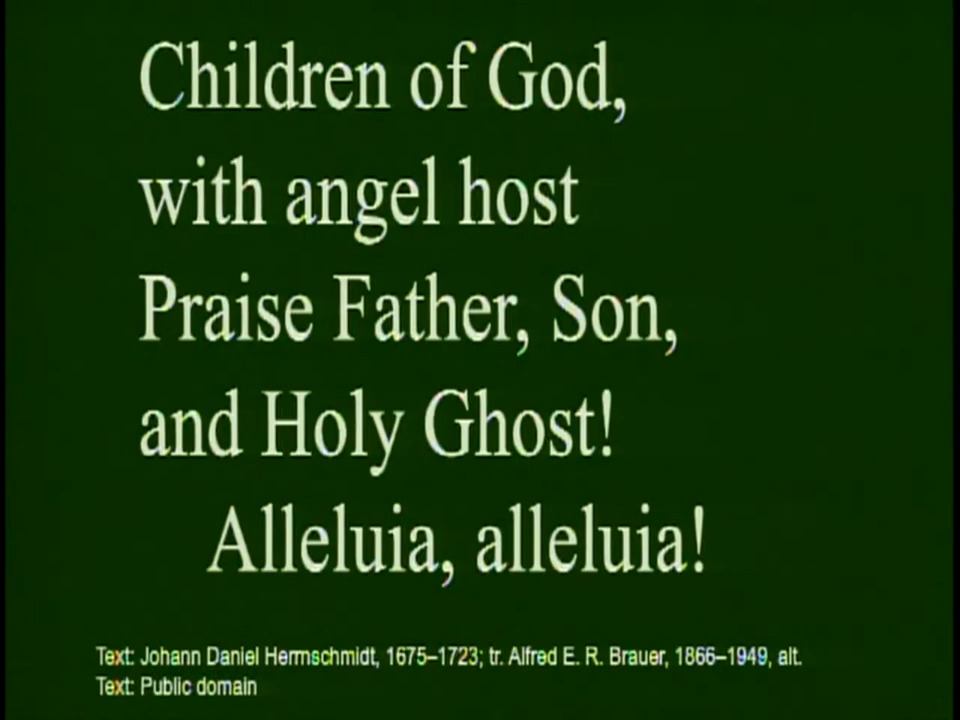 Children of God,
with angel host
Praise Father, Son,
and Holy Ghost!
Alleluia, alleluia!
Text: Johann Daniel Herrnschmidt, 1675–1723; tr. Alfred E. R. Brauer, 1866–1949, alt.
Text: Public domain